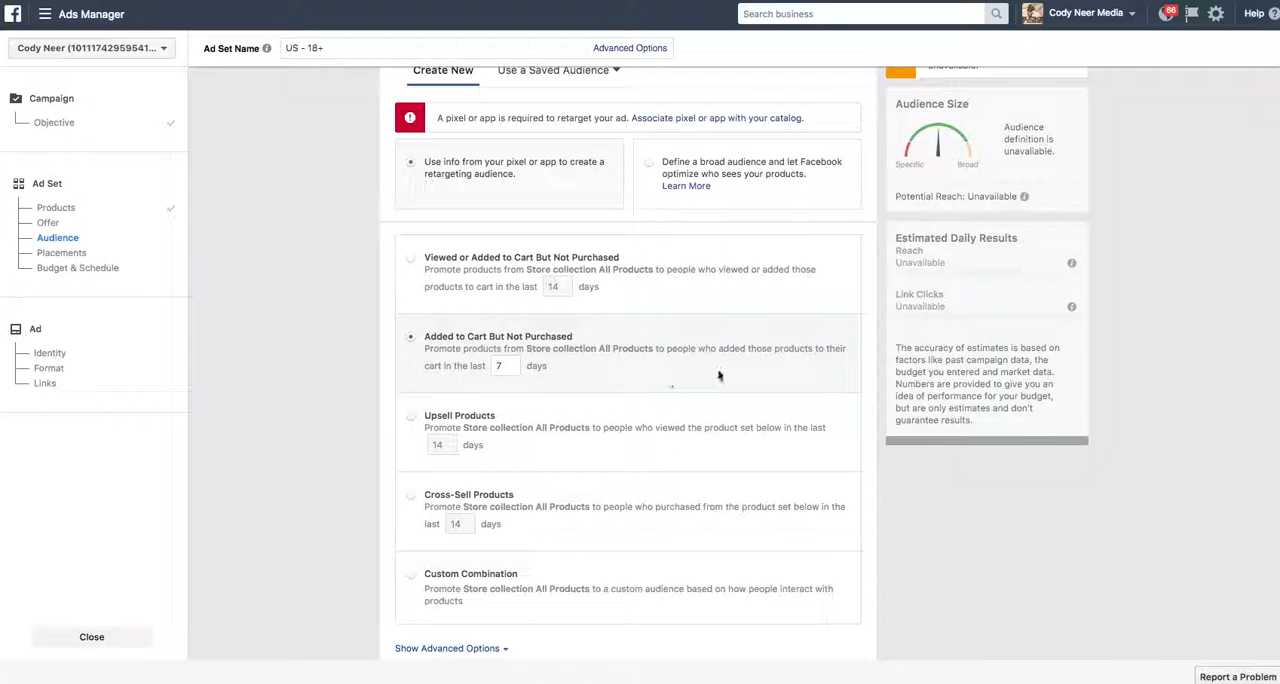 Ads Manager
Search business
Cody Neer Media
66
Help
Cody Neer (10111742959541...
Ad Set Name
US - 18+
Advanced Options
Campaign
Objective
Ad Set
Products
Offer
Audience
Placements
Budget & Schedule
Ad
Identity
Format
Links
Close
Create New
Use a Saved Audience
A pixel or app is required to retarget your ad. Associate pixel or app with your catalog.
Use info from your pixel or app to create a
retargeting audience.
Define a broad audience and let Facebook
optimize who sees your products.
Learn More
Viewed or Added to Cart But Not Purchased
Promote products from Store collection All Products to people who viewed or added those
products to cart in the last 14 days
Added to Cart But Not Purchased
Promote products from Store collection All Products to people who added those products to their
cart in the last 7 days
Upsell Products
Promote Store collection All Products to people who viewed the product set below in the last
14 days
Cross-Sell Products
Promote Store collection All Products to people who purchased from the product set below in the
last 14 days
Custom Combination
Promote Store collection All Products to a custom audience based on how people interact with
products
Show Advanced Options
unavailable.
Audience Size
Specific
Broad
Audience
definition is
unavailable.
Potential Reach: Unavailable
Estimated Daily Results
Reach
Unavailable
Link Clicks
Unavailable
The accuracy of estimates is based on
factors like past campaign data, the
budget you entered and market data.
Numbers are provided to give you an
idea of performance for your budget,
but are only estimates and don't
guarantee results.
Report a Problem